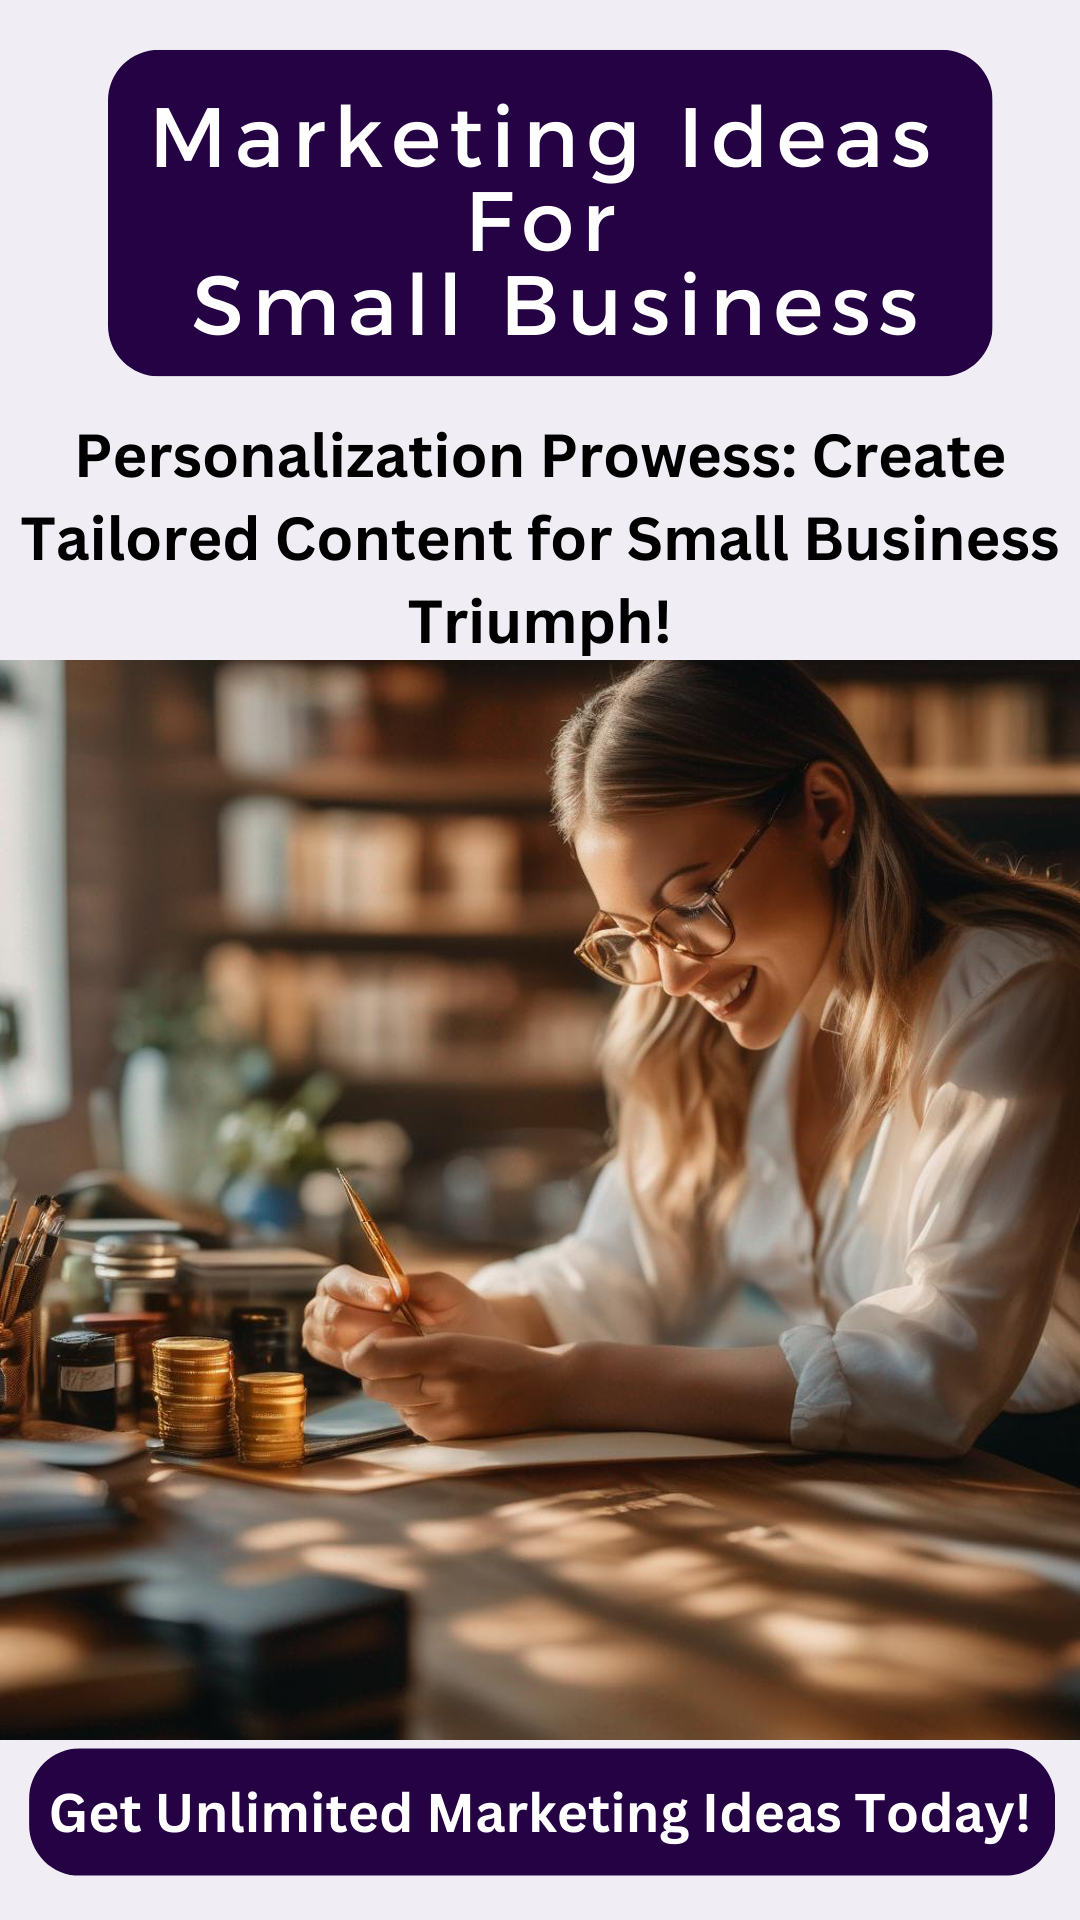 Marketing Ideas
For
Small Business
Personalization Prowess: Create
Tailored Content for Small Business
Triumph!
Get Unlimited Marketing Ideas Today!